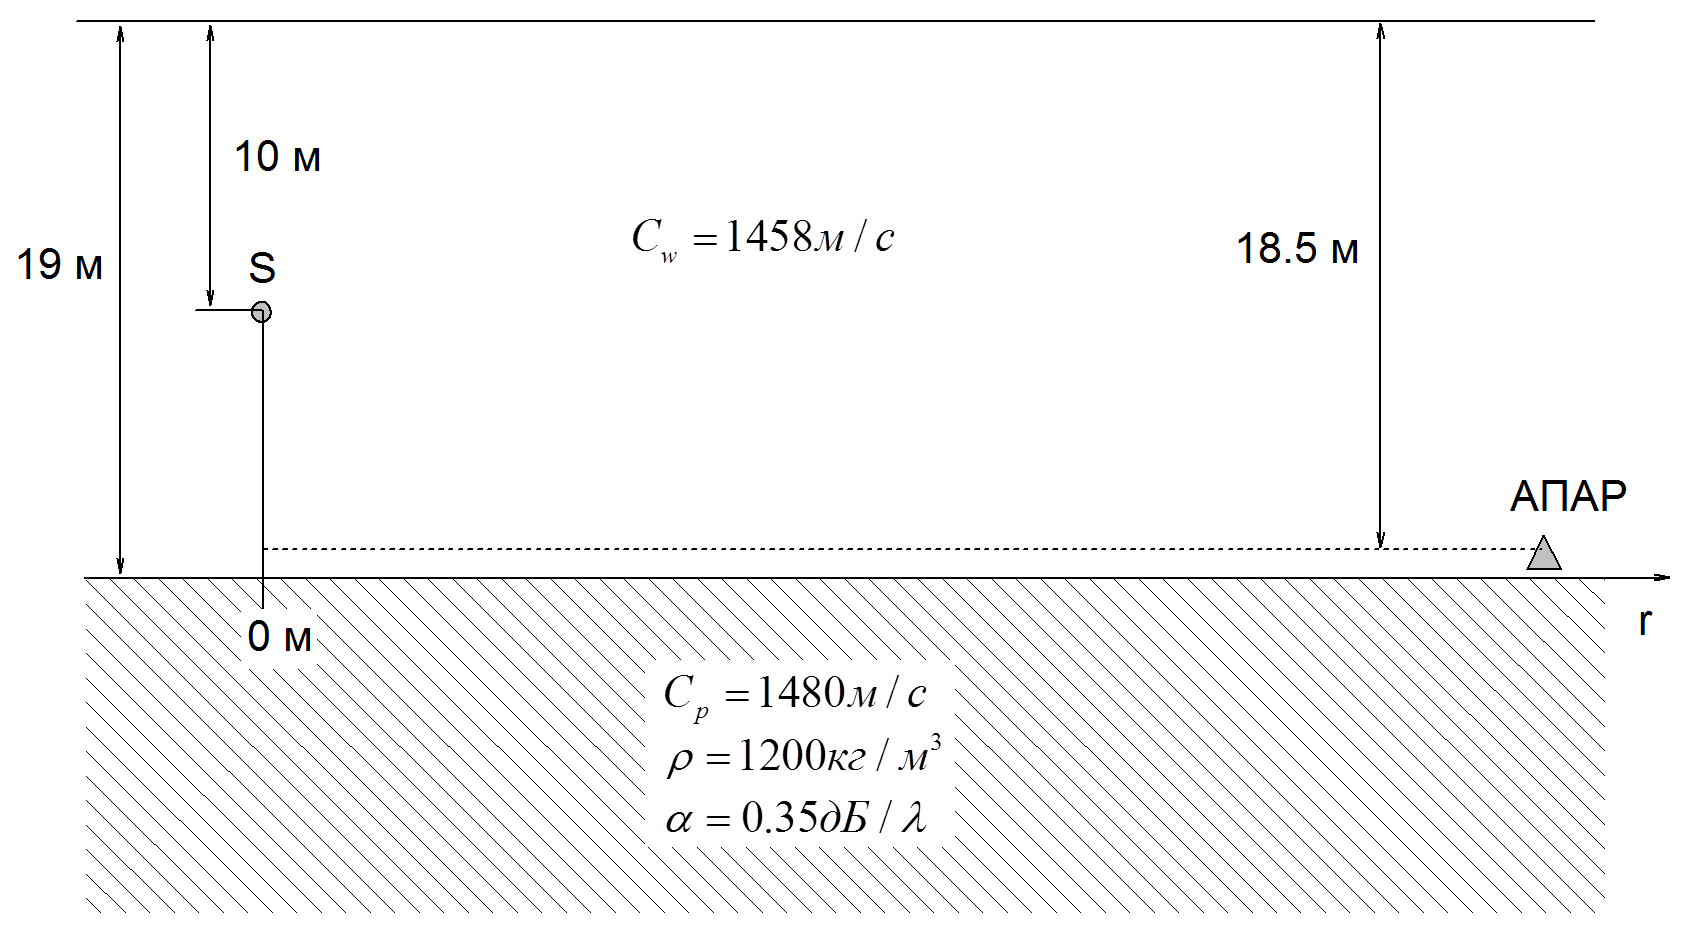 10 м
19 м
S
C_w = 1458м / с
18.5 м
АПАР
0 м
r
C_p = 1480м / с
ρ = 1200кг / м³
α = 0.35дБ / λ